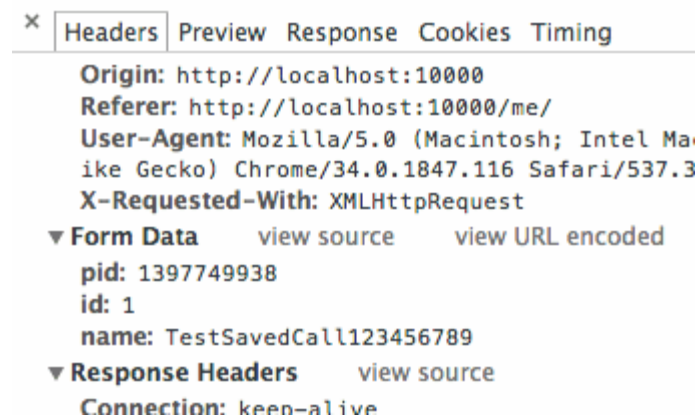 × Headers Preview Response Cookies Timing
Origin: http://localhost:10000
Referer: http://localhost:10000/me/
User-Agent: Mozilla/5.0 (Macintosh; Intel Ma
ike Gecko) Chrome/34.0.1847.116 Safari/537.3
X-Requested-With: XMLHttpRequest
▼ Form Data view source view URL encoded
pid: 1397749938
id: 1
name: TestSavedCall123456789
▼ Response Headers view source
Connection: keep-alive